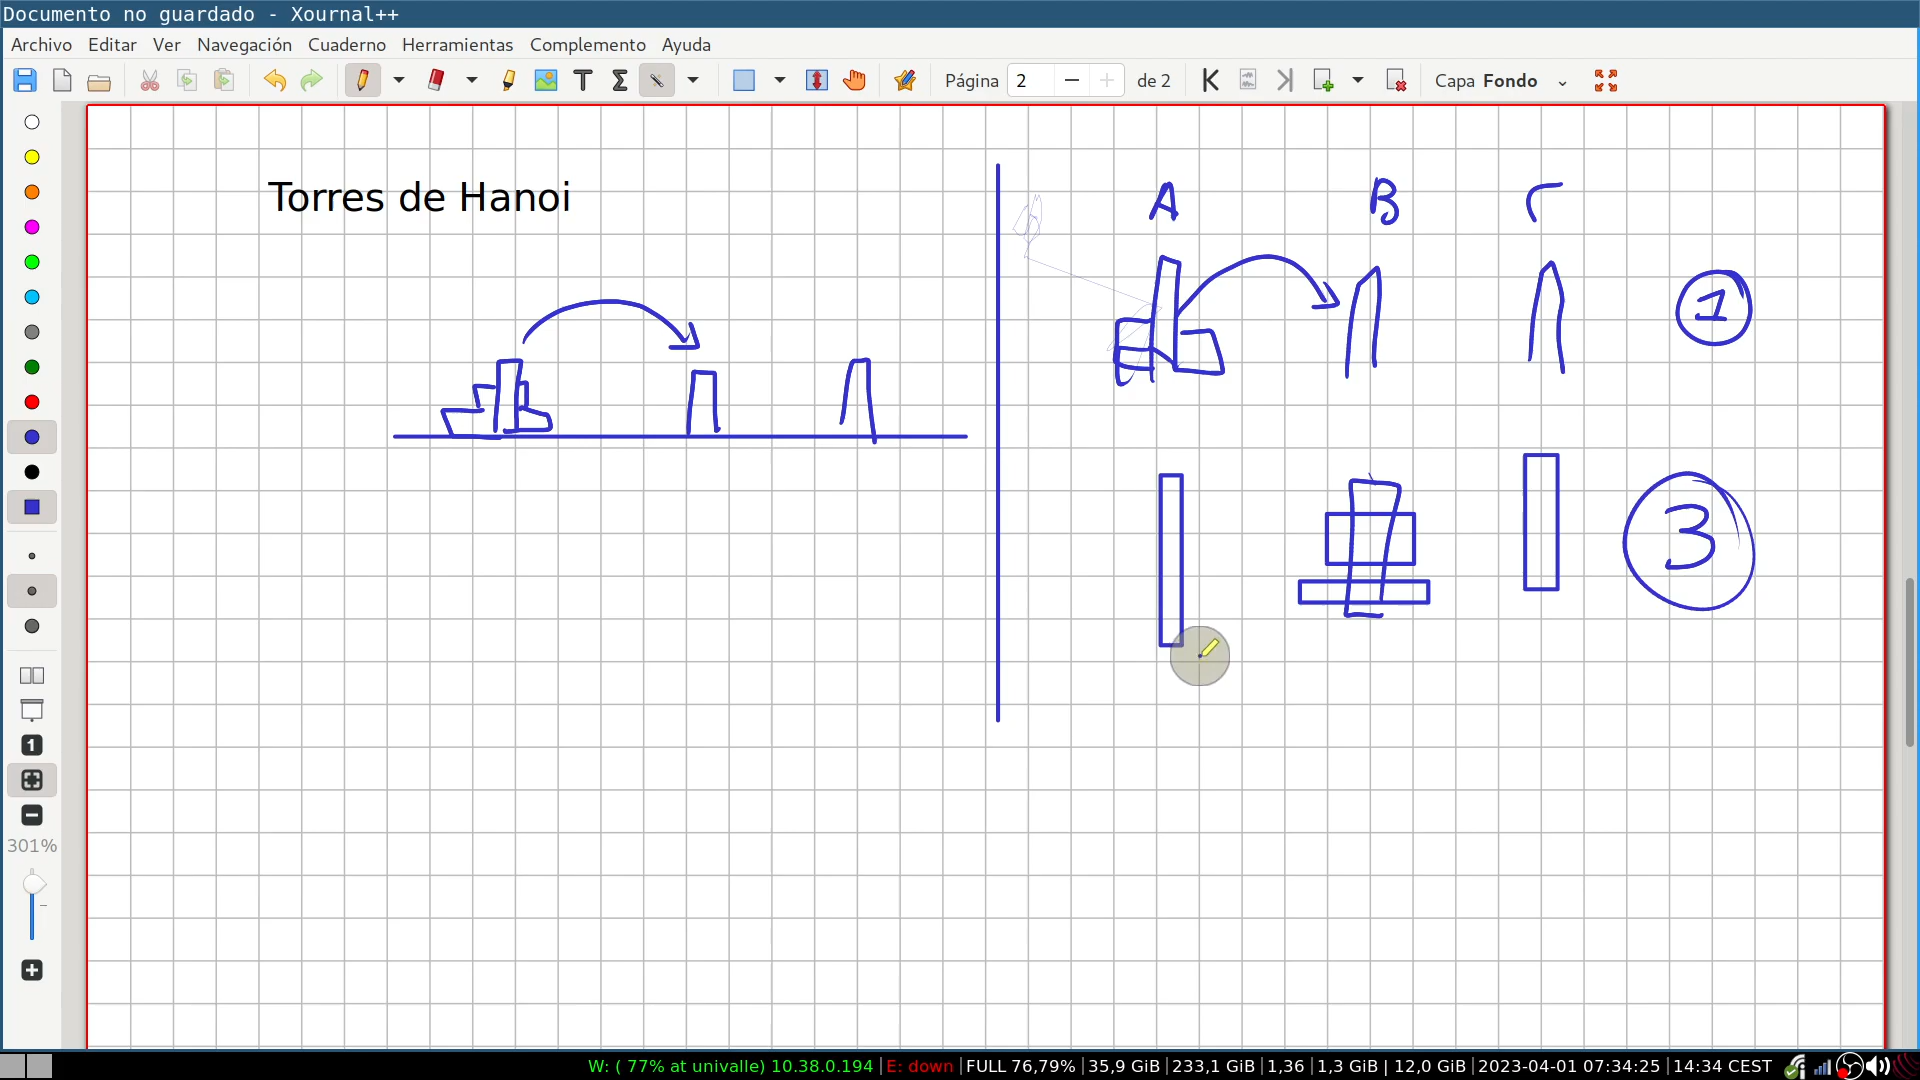 Documento no guardado - Xournal++
Archivo Editar Ver Navegación Cuaderno Herramientas Complemento Ayuda
Página 2 de 2 Capa Fondo
Torres de Hanoi
A B
1
3
1
301%
W: ( 77% at univalle) 10.38.0.194 |E: down |FULL 76,79% |35,9 GiB |233,1 GiB |1,36 |1,3 GiB | 12,0 GiB |2023-04-01 07:34:25 |14:34 CEST